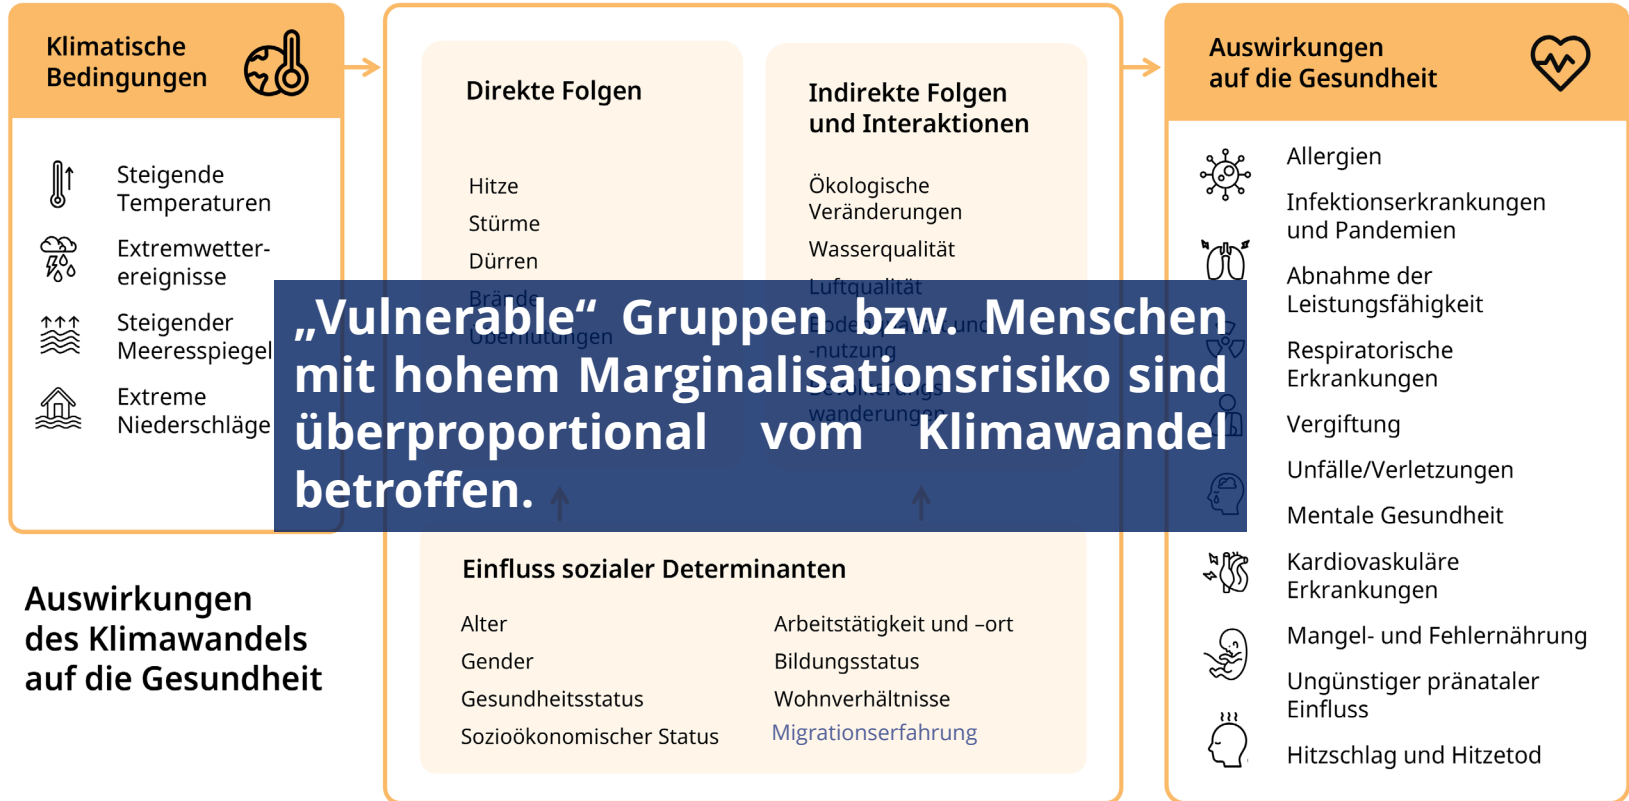 Klimatische
Bedingungen
Steigende
Temperaturen
Extremwetter-
ereignisse
Steigender
Meeresspiegel
Extreme
Niederschläge
Auswirkungen
des Klimawandels
auf die Gesundheit
Direkte Folgen
Hitze
Stürme
Dürren
Brände
Überflutungen
Indirekte Folgen
und Interaktionen
Ökologische
Veränderungen
Wasserqualität
Luftqualität
-nutzung
wanderungen
„Vulnerable“ Gruppen bzw. Menschen
mit hohem Marginalisationsrisiko sind
überproportional vom Klimawandel
betroffen.
Einfluss sozialer Determinanten
Alter
Gender
Gesundheitsstatus
Sozioökonomischer Status
Arbeitstätigkeit und –ort
Bildungsstatus
Wohnverhältnisse
Migrationserfahrung
Auswirkungen
auf die Gesundheit
Allergien
Infektionserkrankungen
und Pandemien
Abnahme der
Leistungsfähigkeit
Respiratorische
Erkrankungen
Vergiftung
Unfälle/Verletzungen
Mentale Gesundheit
Kardiovaskuläre
Erkrankungen
Mangel- und Fehlernährung
Ungünstiger pränataler
Einfluss
Hitzschlag und Hitzetod